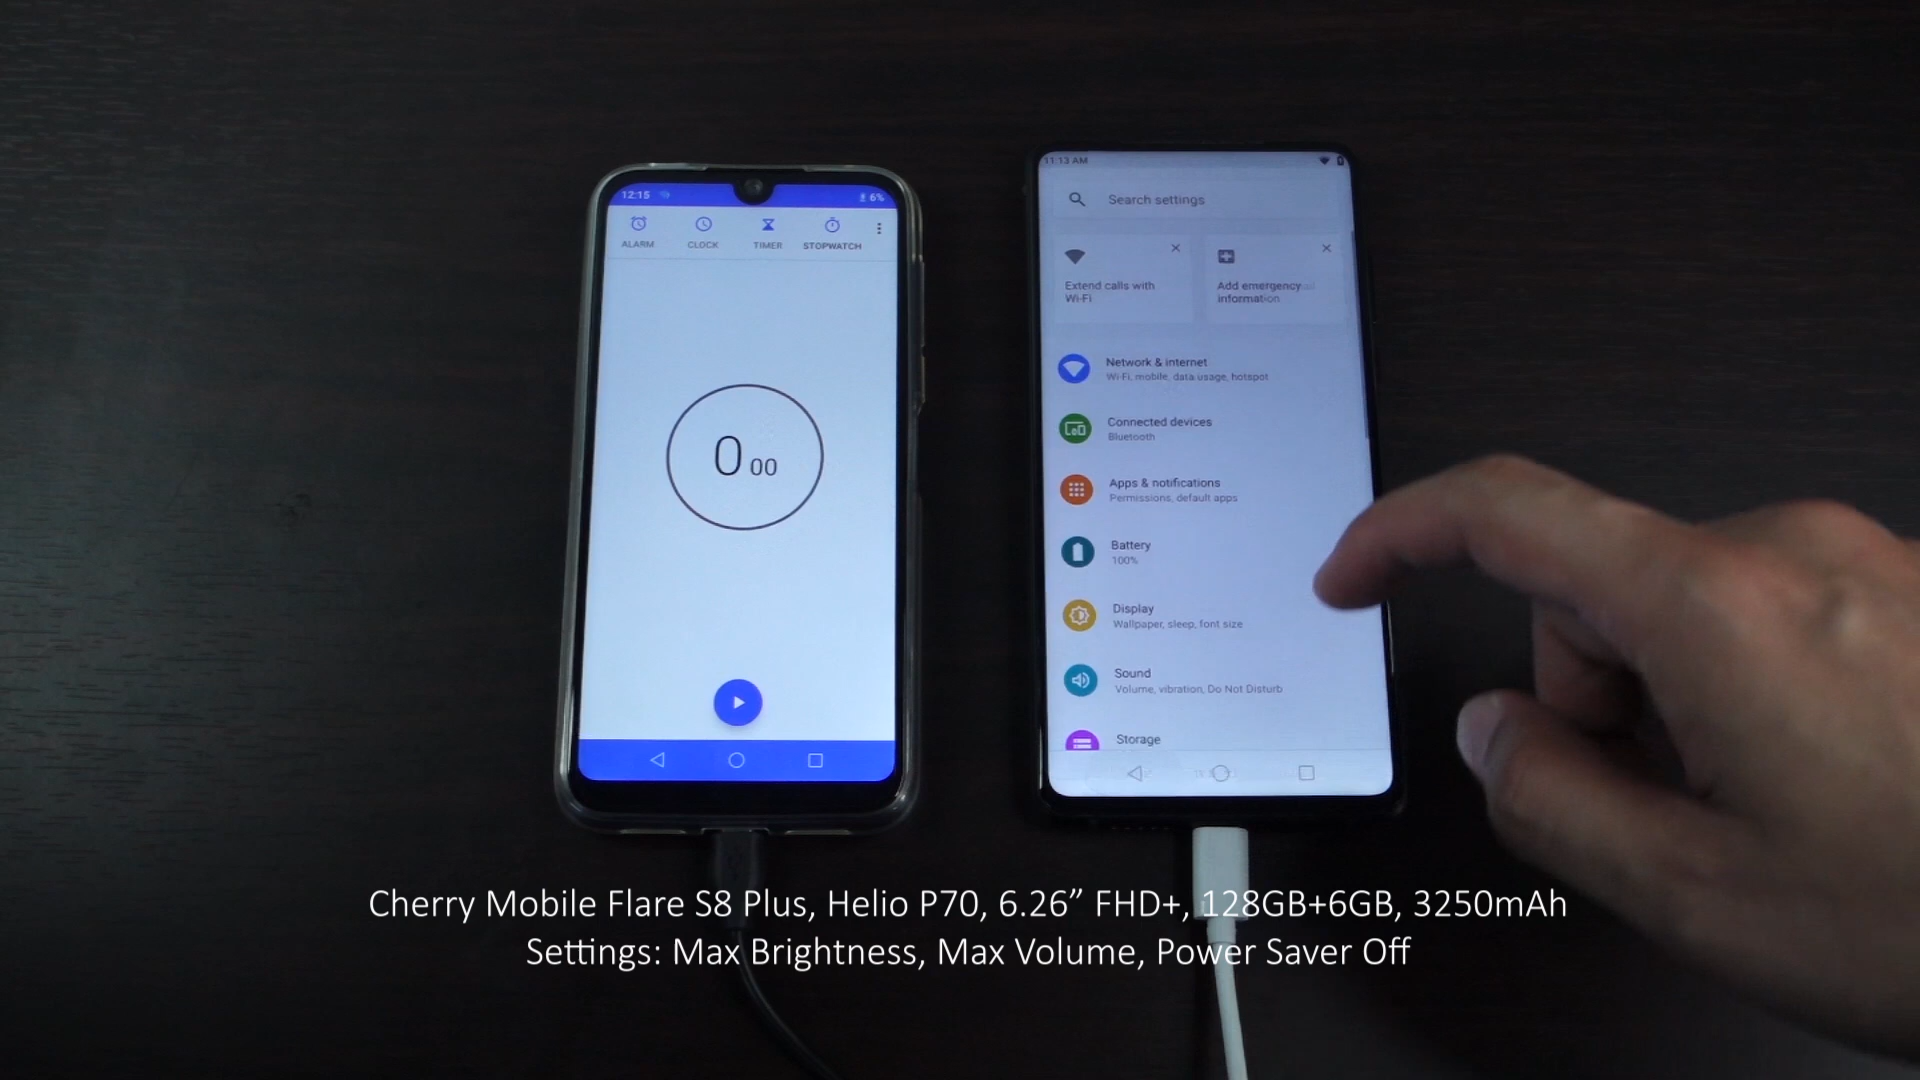 12:15
6%
ALARM
CLOCK
TIMER
STOPWATCH
0 00
11:13 AM
Search settings
Extend calls with
Wi-Fi
Add emergency
information
Network & internet
Wi-Fi, mobile, data usage, hotspot
Connected devices
Bluetooth
Apps & notifications
Permissions, default apps
Battery
100%
Display
Wallpaper, sleep, font size
Sound
Volume, vibration, Do Not Disturb
Storage
Cherry Mobile Flare S8 Plus, Helio P70, 6.26” FHD+, 128GB+6GB, 3250mAh
Settings: Max Brightness, Max Volume, Power Saver Off